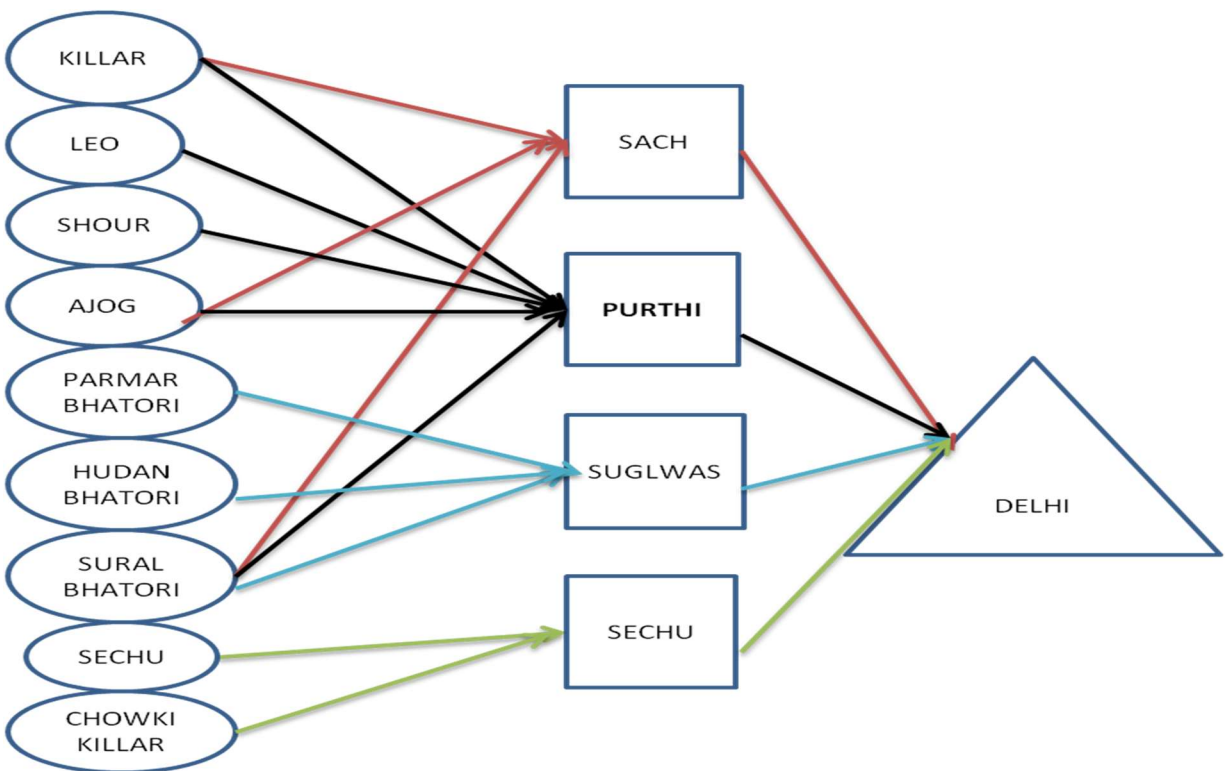 KILLAR
LEO
SHOUR
AJOG
PARMAR
BHATORI
HUDAN
BHATORI
SURAL
BHATORI
SECHU
CHOWKI
KILLAR
SACH
PURTHI
SUGLWAS
SECHU
DELHI